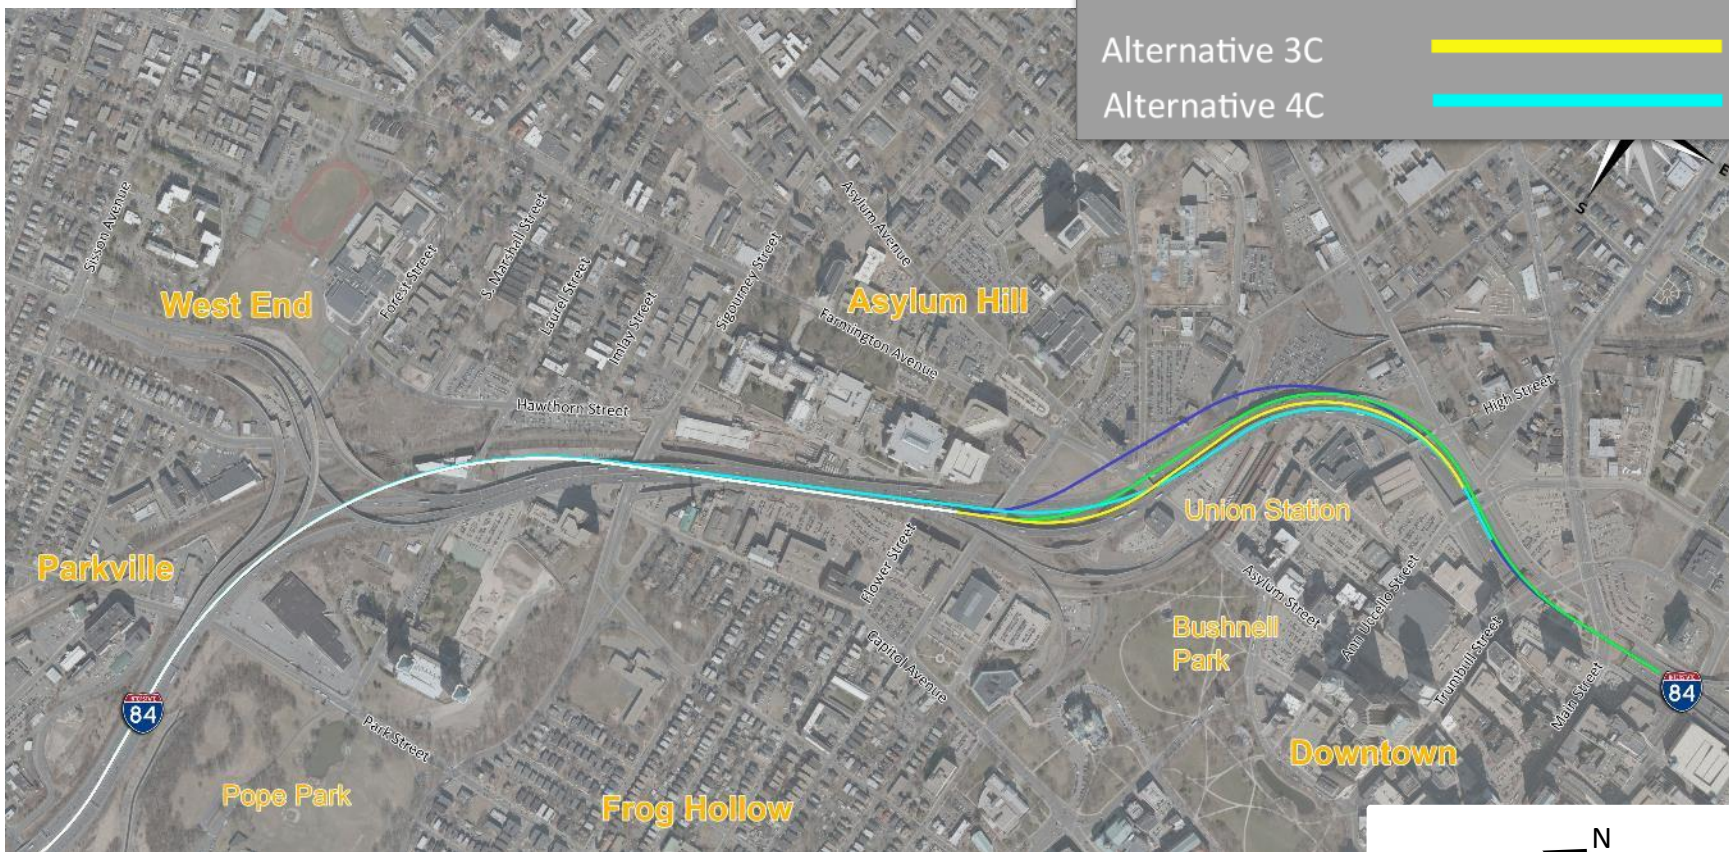 Alternative 3C
Alternative 4C
E
S
Sisson Avenue
West End
Forest Street
S. Marshall Street
Laurel Street
Imlay Street
Sigourney Street
Asylum Avenue
Asylum Hill
Farmington Avenue
Hawthorn Street
High Street
Union Station
Parkville
Flower Street
Asylum Street
Ann Uccello Street
Bushnell
Park
Capitol Avenue
Trumbull Street
Main Street
84
84
Park Street
Downtown
Pope Park
Frog Hollow
N